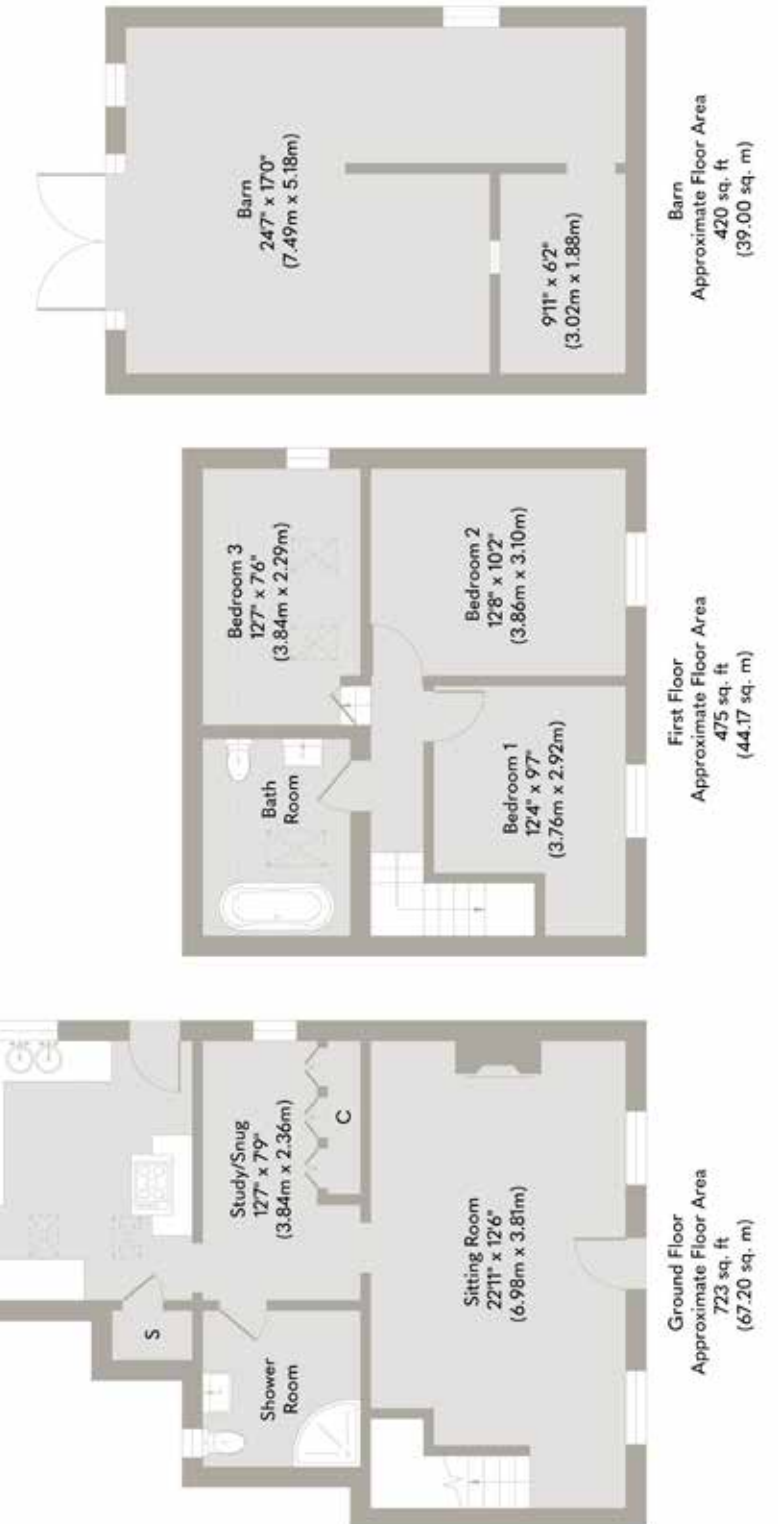 Study/Snug
12'7" x 7'9"
(3.84m x 2.36m)
C
S
Shower
Room
Sitting Room
22'11" x 12'6"
(6.98m x 3.81m)
Ground Floor
Approximate Floor Area
723 sq. ft
(67.20 sq. m)
Bedroom 3
12'7" x 7'6"
(3.84m x 2.29m)
Bath
Room
Bedroom 1
12'4" x 9'7"
(3.76m x 2.92m)
Bedroom 2
12'8" x 10'2"
(3.86m x 3.10m)
First Floor
Approximate Floor Area
475 sq. ft
(44.17 sq. m)
Barn
24'7" x 17'0"
(7.49m x 5.18m)
9'11" x 6'2"
(3.02m x 1.88m)
Barn
Approximate Floor Area
420 sq. ft
(39.00 sq. m)